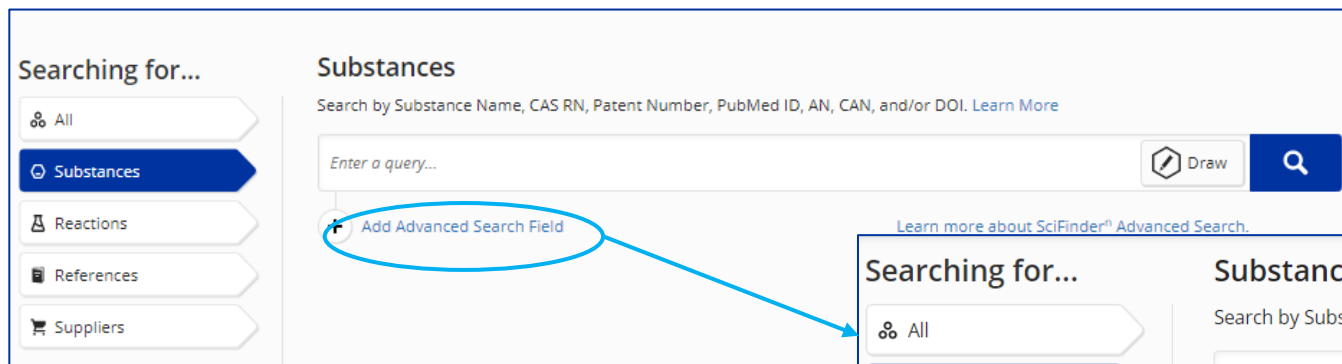 Searching for...
All
Substances
Reactions
References
Suppliers
Substances
Search by Substance Name, CAS RN, Patent Number, PubMed ID, AN, CAN, and/or DOI. Learn More
Enter a query...
Draw
Add Advanced Search Field
Learn more about SciFinderⁿ Advanced Search.
Searching for...
All
Substanc
Search by Subs